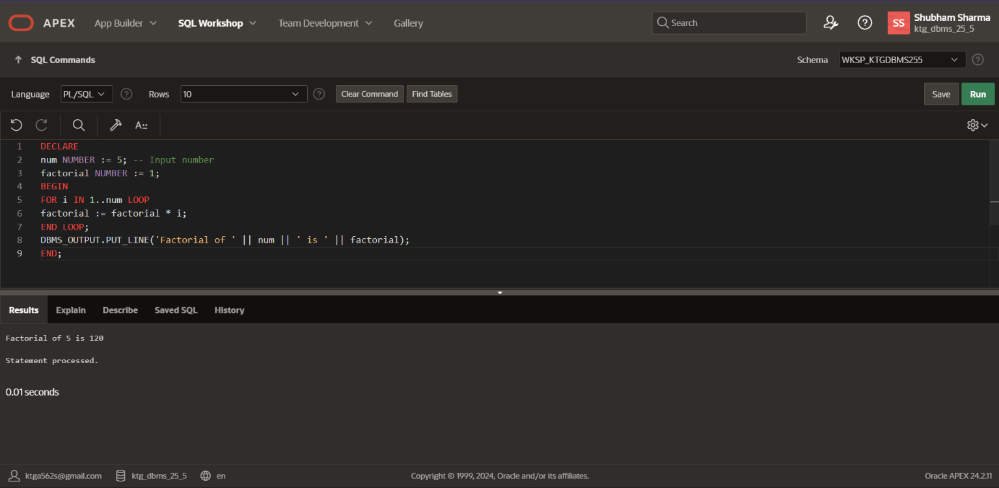 APEX App Builder SQL Workshop Team Development Gallery Search ? SS Shubham Sharma
ktg_dbms_25_5
SQL Commands Schema WKSP_KTGDBMS255 ?
Language PL/SQL ? Rows 10 ? Clear Command Find Tables Save Run
A::
1 DECLARE
2 num NUMBER := 5; -- Input number
3 factorial NUMBER := 1;
4 BEGIN
5 FOR i IN 1..num LOOP
6 factorial := factorial * i;
7 END LOOP;
8 DBMS_OUTPUT.PUT_LINE('Factorial of ' || num || ' is ' || factorial);
9 END;
Results Explain Describe Saved SQL History
Factorial of 5 is 120
Statement processed.
0.01 seconds
ktga562s@gmail.com ktg_dbms_25_5 en Copyright © 1999, 2024, Oracle and/or its affiliates. Oracle APEX 24.2.11